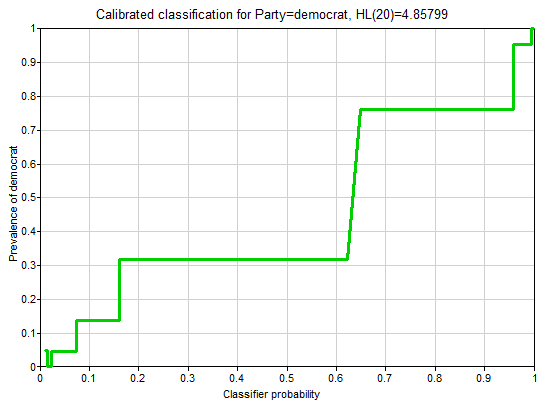 Calibrated classification for Party=democrat, HL(20)=4.85799
Prevalence of democrat
1
0.9
0.8
0.7
0.6
0.5
0.4
0.3
0.2
0.1
0
0 0.1 0.2 0.3 0.4 0.5 0.6 0.7 0.8 0.9 1
Classifier probability